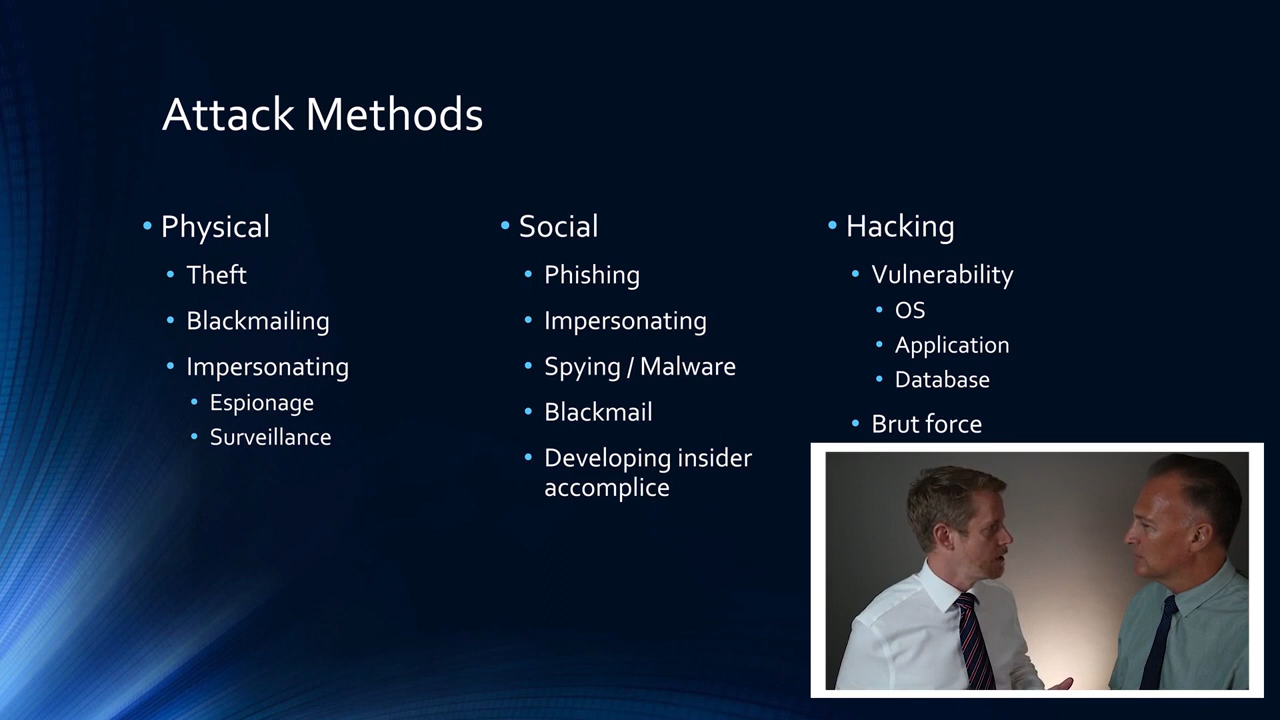 Attack Methods
• Physical
• Theft
• Blackmailing
• Impersonating
• Espionage
• Surveillance
• Social
• Phishing
• Impersonating
• Spying / Malware
• Blackmail
• Developing insider
accomplice
• Hacking
• Vulnerability
• OS
• Application
• Database
• Brut force